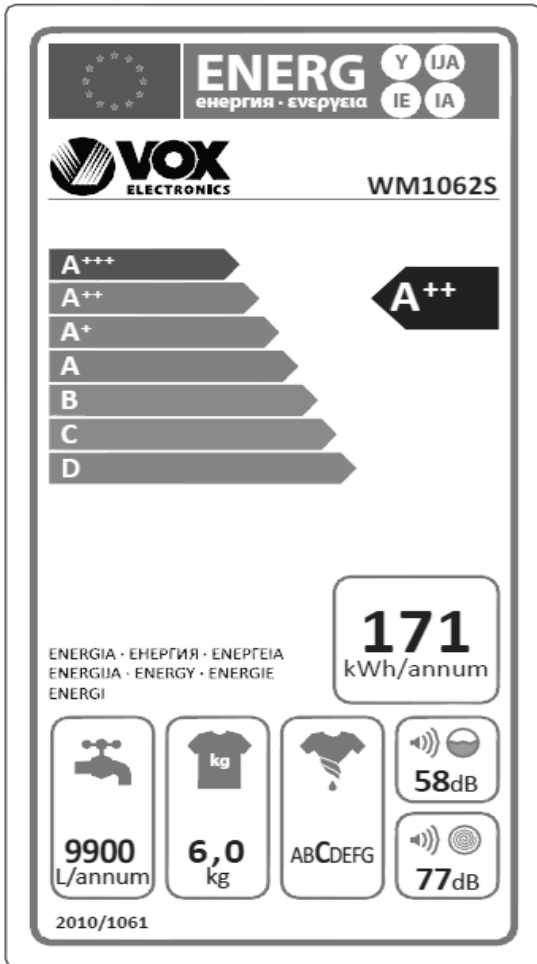 ENERG
енергия · ενεργεια
Y IJA
IE IA
VOX
ELECTRONICS
WM1062S
A+++
A++
A+
A
B
C
D
A++
171
kWh/annum
ENERGIA · ЕНЕРГИЯ · ΕΝΕΡΓΕΙΑ
ENERGIJA · ENERGY · ENERGIE
ENERGI
9900
L/annum
kg
6,0
kg
ABCDEFG
58dB
77dB
2010/1061